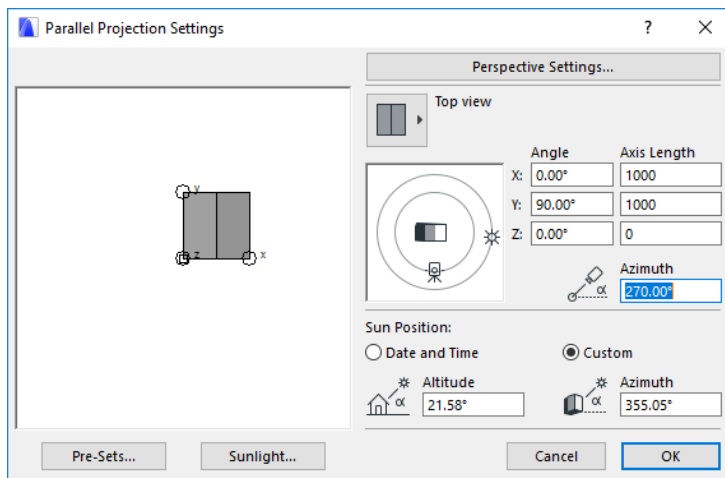 Parallel Projection Settings
?
Perspective Settings...
Top view
Angle Axis Length
X: 0.00° 1000
Y: 90.00° 1000
Z: 0.00° 0
y
z x
Azimuth
α 270.00°
Sun Position:
Date and Time Custom
Altitude Azimuth
α 21.58° α 355.05°
Pre-Sets... Sunlight... Cancel OK